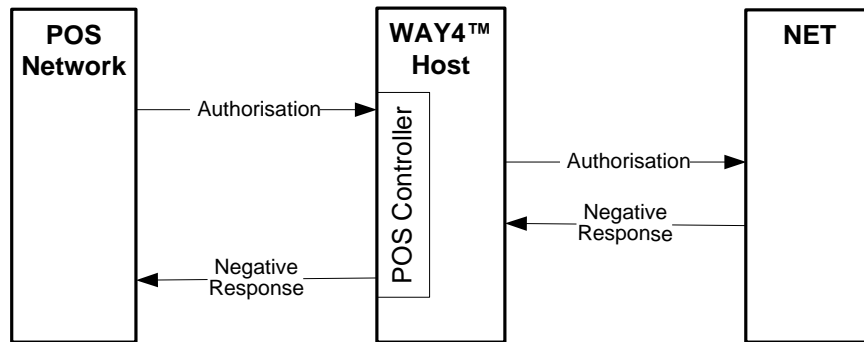 POS
Network
WAY4™
Host
NET
Authorisation
POS Controller
Authorisation
Negative
Response
Negative
Response